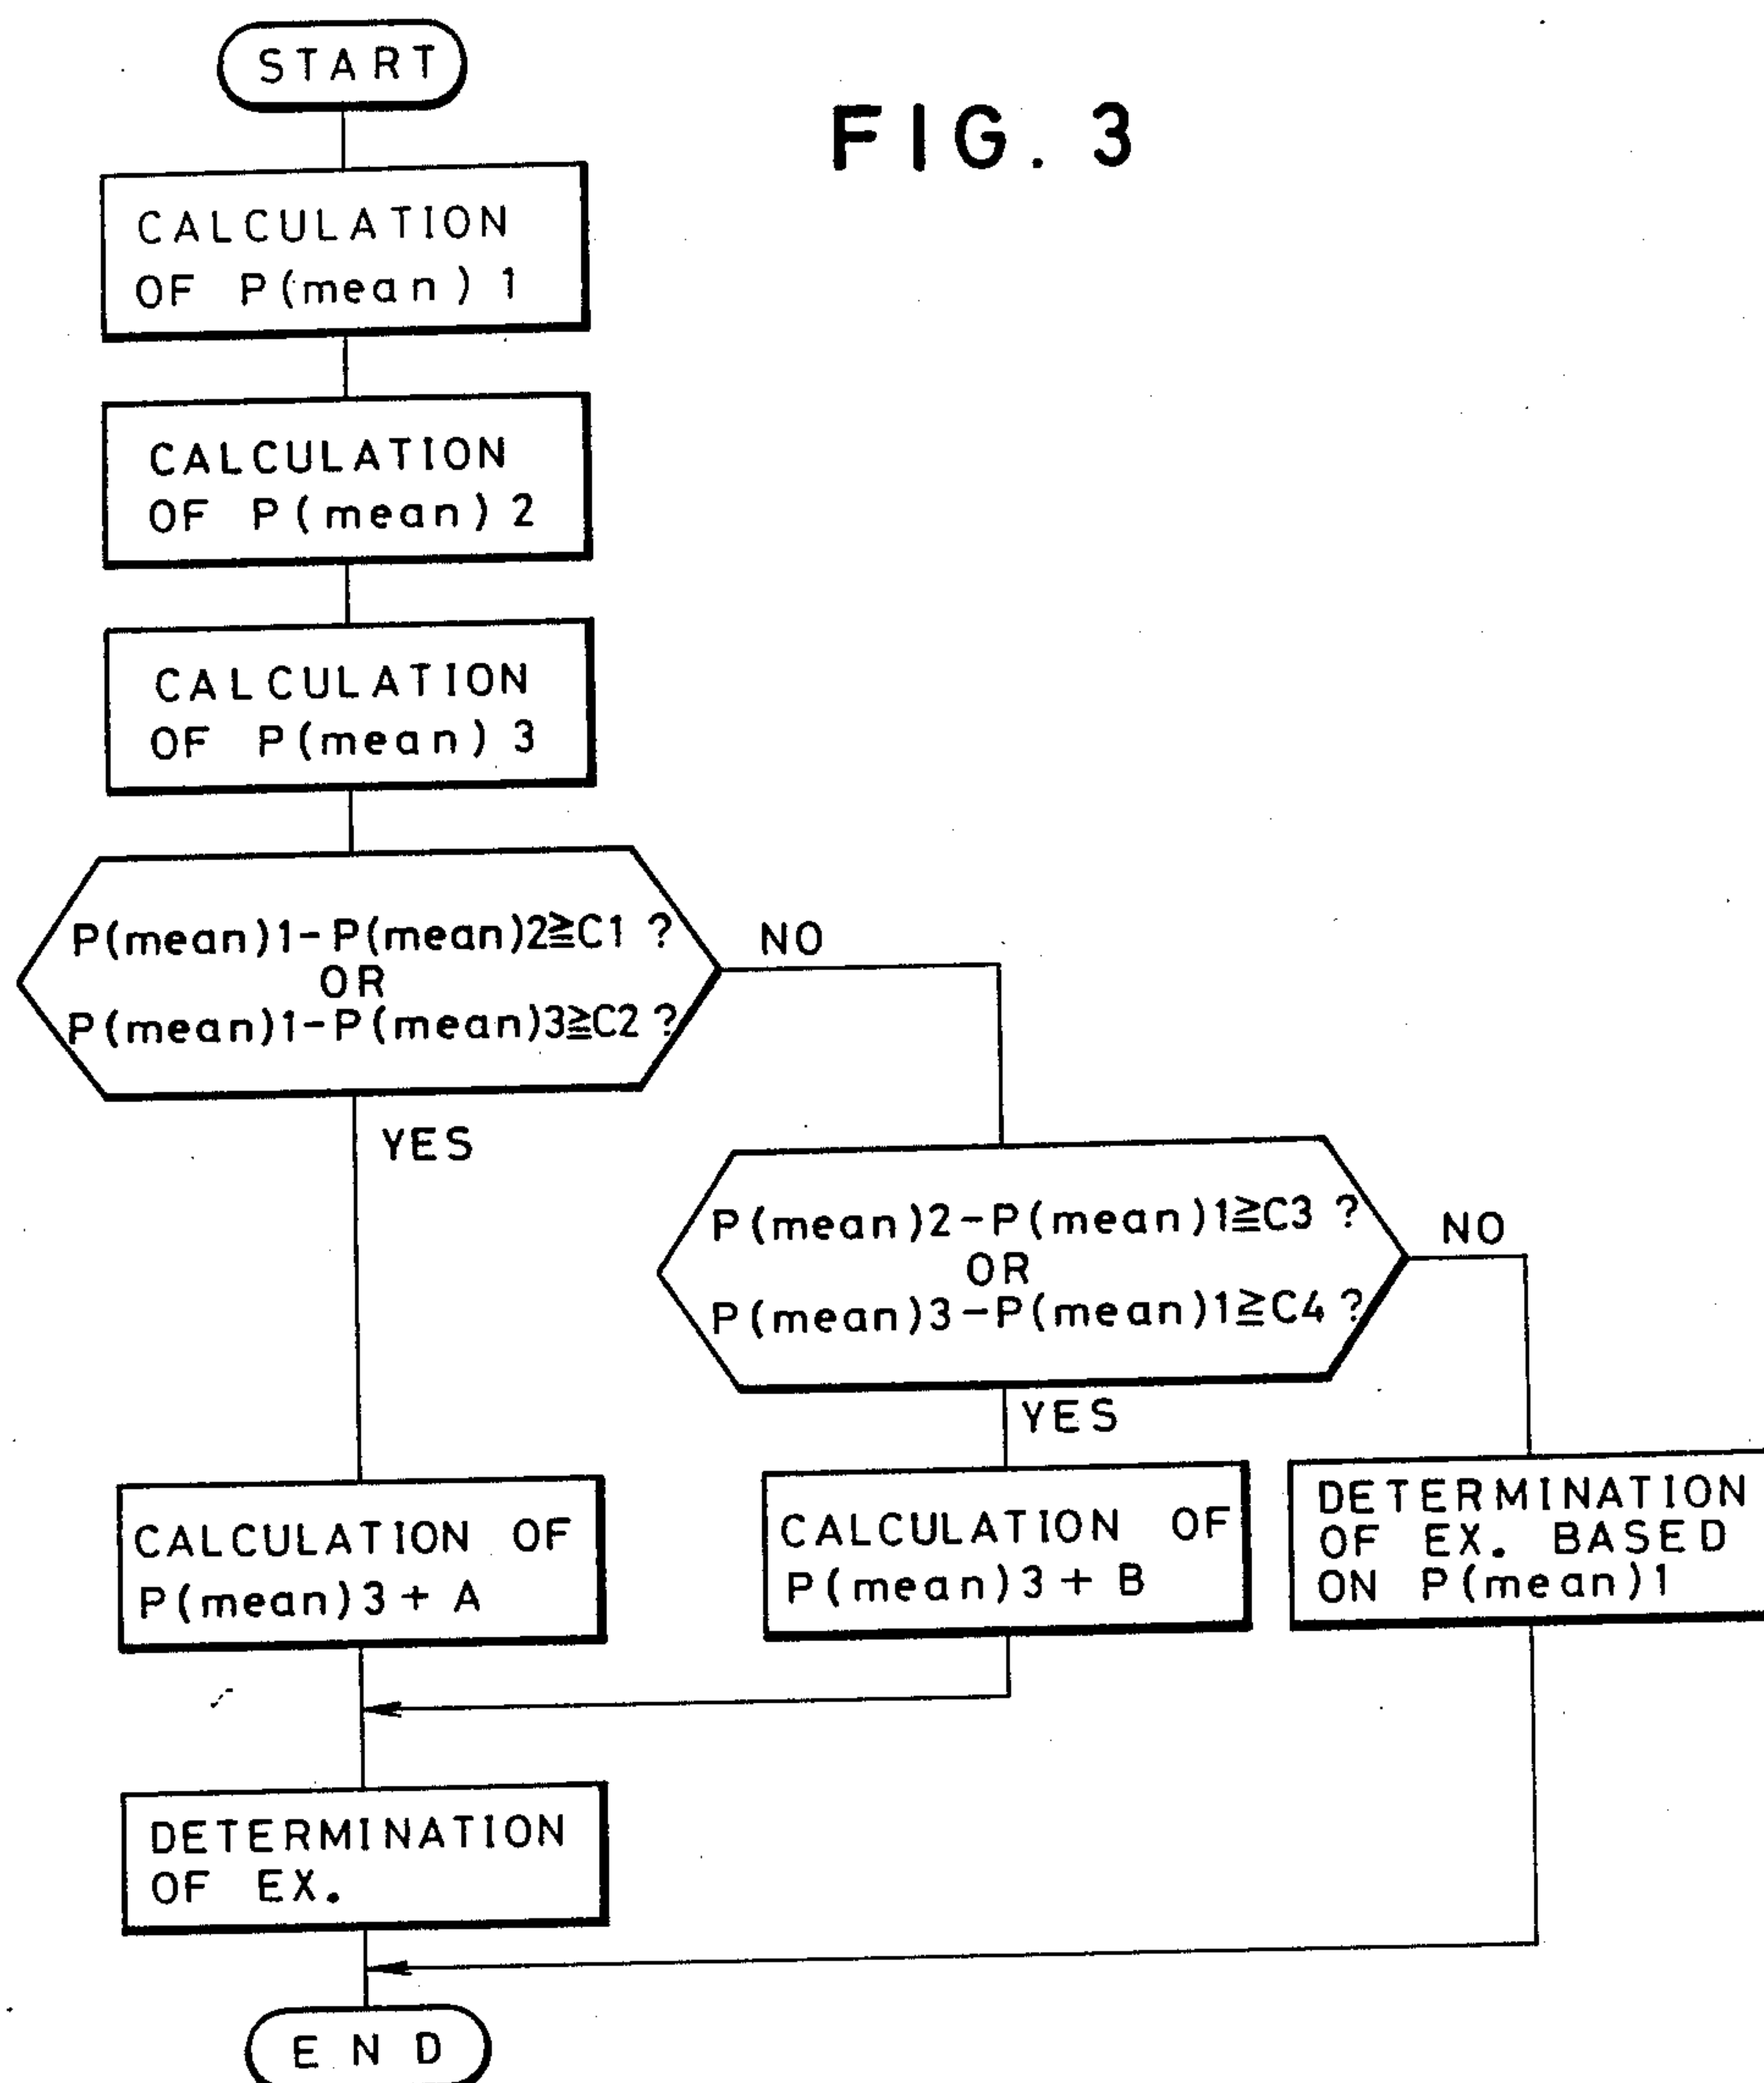 START
FIG. 3
CALCULATION
OF P(mean) 1
CALCULATION
OF P(mean) 2
CALCULATION
OF P(mean) 3
P(mean)1-P(mean)2≧C1 ?
OR
P(mean)1-P(mean)3≧C2 ?
NO
YES
P(mean)2-P(mean)1≧C3 ?
OR
P(mean)3-P(mean)1≧C4 ?
NO
YES
CALCULATION OF
P(mean)3 + A
CALCULATION OF
P(mean)3 + B
DETERMINATION
OF EX. BASED
ON P(mean)1
DETERMINATION
OF EX.
END